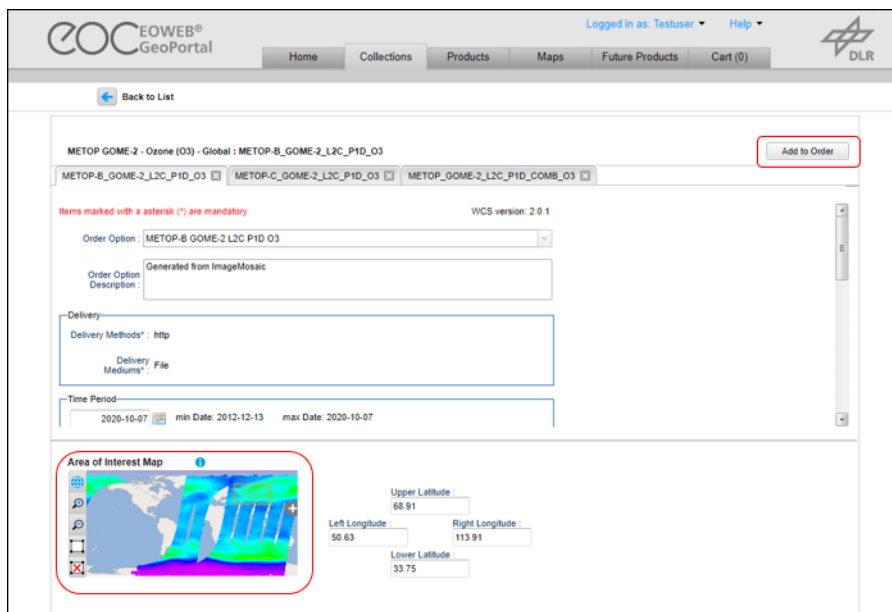 Logged in as: Testuser Help
EOC EOWEB®
GeoPortal
DLR
Home Collections Products Maps Future Products Cart (0)
Back to List
METOP GOME-2 - Ozone (O3) - Global : METOP-B_GOME-2_L2C_P1D_O3
Add to Order
METOP-B_GOME-2_L2C_P1D_O3 METOP-C_GOME-2_L2C_P1D_O3 METOP_GOME-2_L2C_P1D_COMB_O3
Items marked with a asterisk (*) are mandatory. WCS version: 2.0.1
Order Option : METOP-B GOME-2 L2C P1D O3
Order Option
Description :
Generated from ImageMosaic
Delivery
Delivery Methods* : http
Delivery
Mediums* : File
Time Period
2020-10-07 min Date: 2012-12-13 max Date: 2020-10-07
Area of Interest Map
Upper Latitude :
68.91
Left Longitude : Right Longitude :
50.63 113.91
Lower Latitude :
33.75